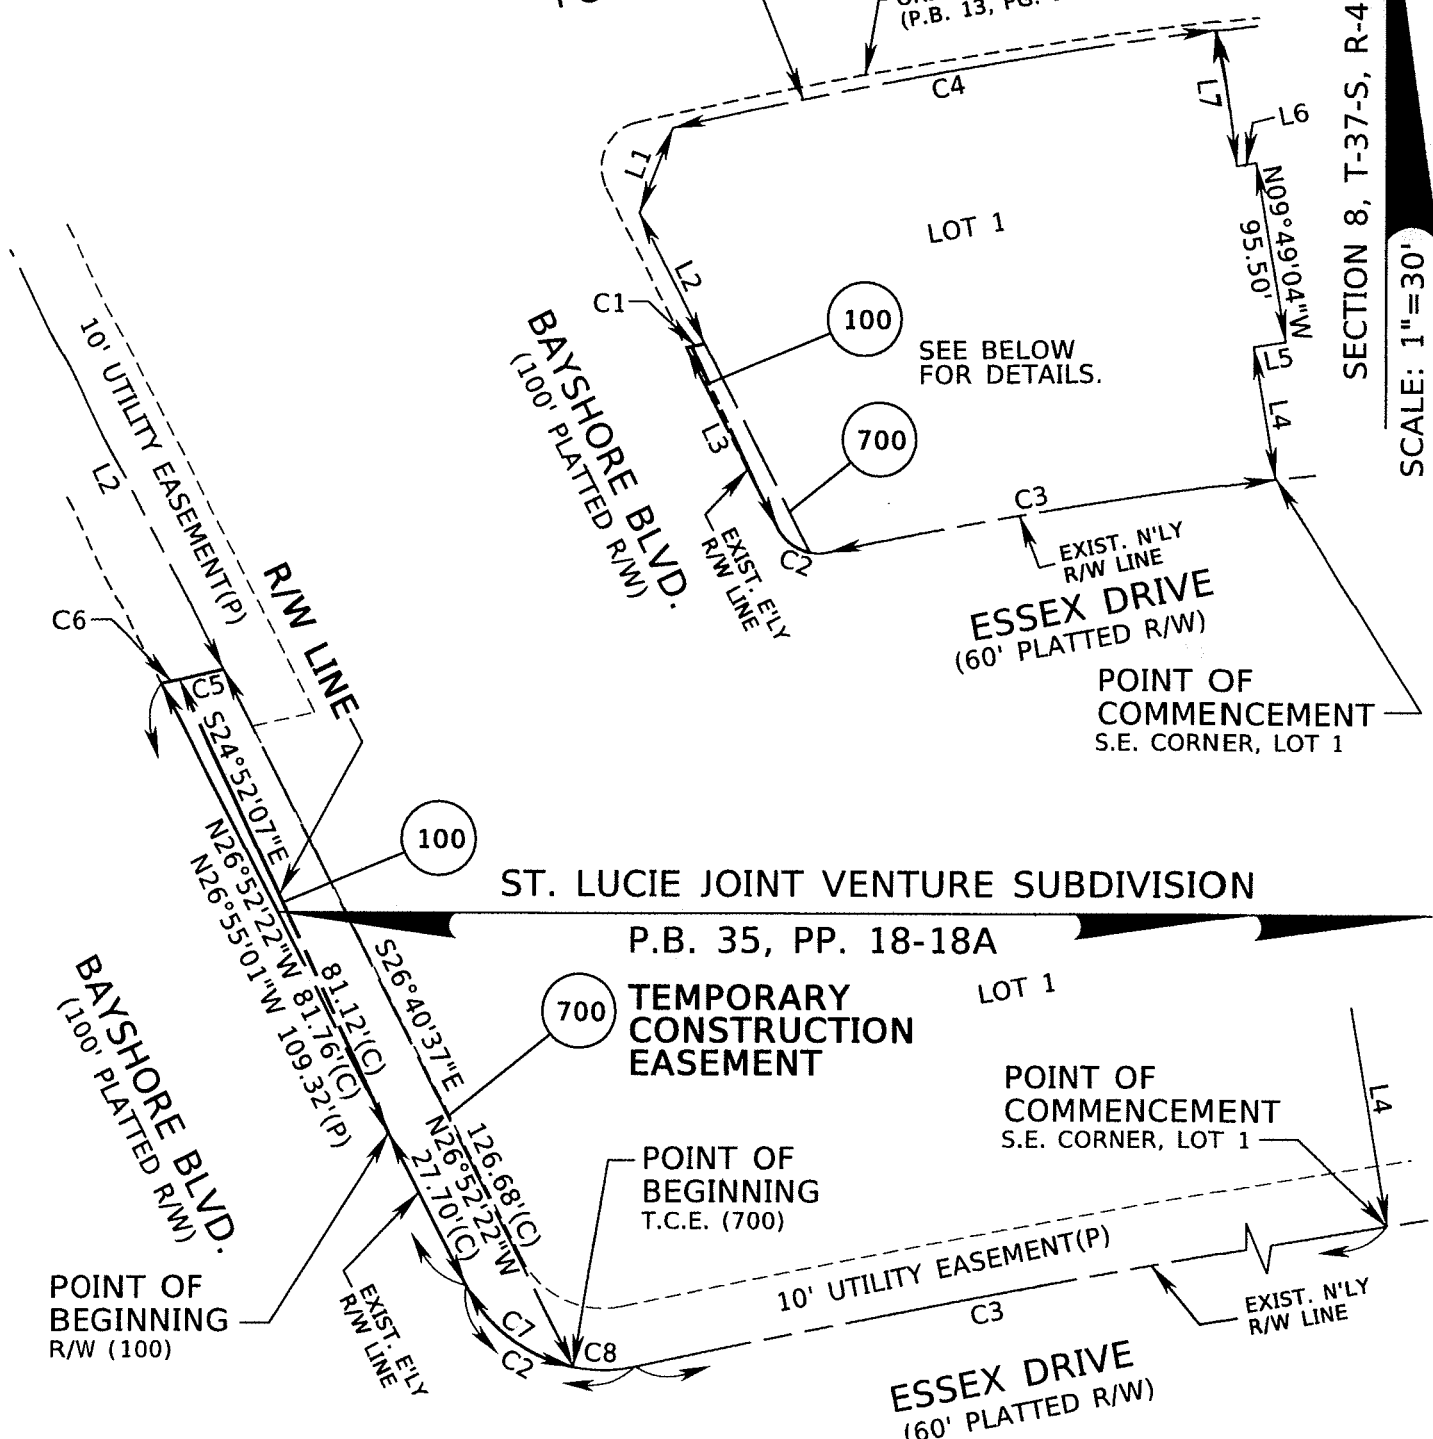 (P.B. 13, PG.
C4
L7
L6
L1
N09°49'04"W
95.50'
LOT 1
L2
C1
100
SEE BELOW
FOR DETAILS.
L5
L4
L3
700
BAYSHORE BLVD.
(100' PLATTED R/W)
EXIST. E'LY
R/W LINE
C2
C3
EXIST. N'LY
R/W LINE
ESSEX DRIVE
(60' PLATTED R/W)
POINT OF
COMMENCEMENT
S.E. CORNER, LOT 1
SECTION 8, T-37-S, R-4
SCALE: 1"=30'
10' UTILITY EASEMENT(P)
L2
R/W LINE
C6
C5
S24°52'07"E
81.12'(C)
N26°52'22"W 81.76'(C)
N26°55'01"W 109.32'(P)
100
ST. LUCIE JOINT VENTURE SUBDIVISION
P.B. 35, PP. 18-18A
LOT 1
S26°40'37"E
126.68'(C)
700
TEMPORARY
CONSTRUCTION
EASEMENT
N26°52'22"W
27.70'(C)
BAYSHORE BLVD.
(100' PLATTED R/W)
POINT OF
COMMENCEMENT
S.E. CORNER, LOT 1
L4
POINT OF
BEGINNING
T.C.E. (700)
POINT OF
BEGINNING
R/W (100)
EXIST. E'LY
R/W LINE
C7
C2
C8
10' UTILITY EASEMENT(P)
C3
EXIST. N'LY
R/W LINE
ESSEX DRIVE
(60' PLATTED R/W)